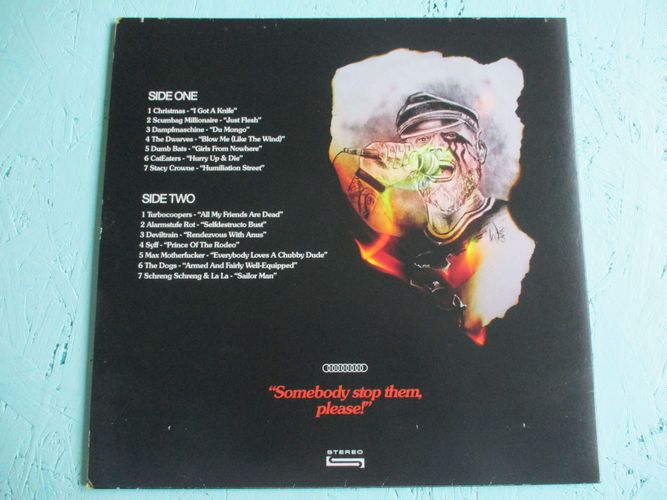 SIDE ONE
1 Christmas - "I Got A Knife"
2 Scumbag Millionaire - "Just Flesh"
3 Dampfmaschine - "Du Mongo"
4 The Dwarves - "Blow Me (Like The Wind)"
5 Dumb Bats - "Girls From Nowhere"
6 CatEaters - "Hurry Up & Die"
7 Stacy Crowne - "Humiliation Street"
SIDE TWO
1 Turbocoopers - "All My Friends Are Dead"
2 Alarmstufe Rot - "Selfdestructo Bust"
3 Deviltrain - "Rendezvous With Anus"
4 Syff - "Prince Of The Rodeo"
5 Max Motherfucker - "Everybody Loves A Chubby Dude"
6 The Dogs - "Armed And Fairly Well-Equipped"
7 Schreng Schreng & La La - "Sailor Man"
"Somebody stop them,
please!"
STEREO